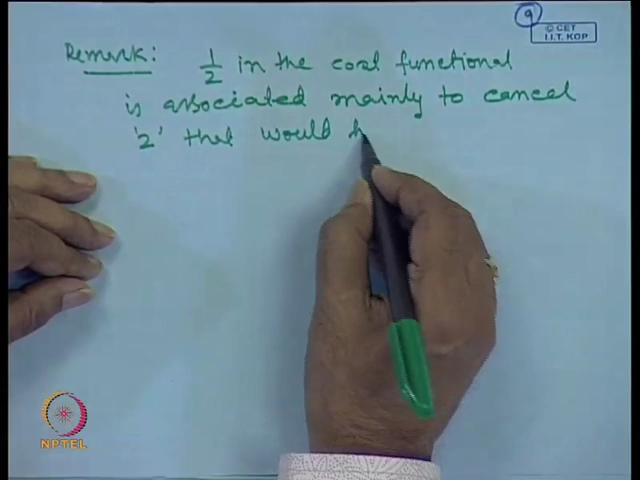 9
© CET
I.I.T. KGP
Remark: 1/2 in the cost functional
is associated mainly to cancel
'2' that would
NPTEL